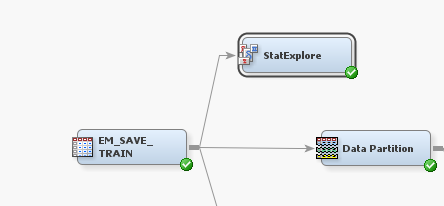 StatExplore
EM_SAVE_
TRAIN
Data Partition